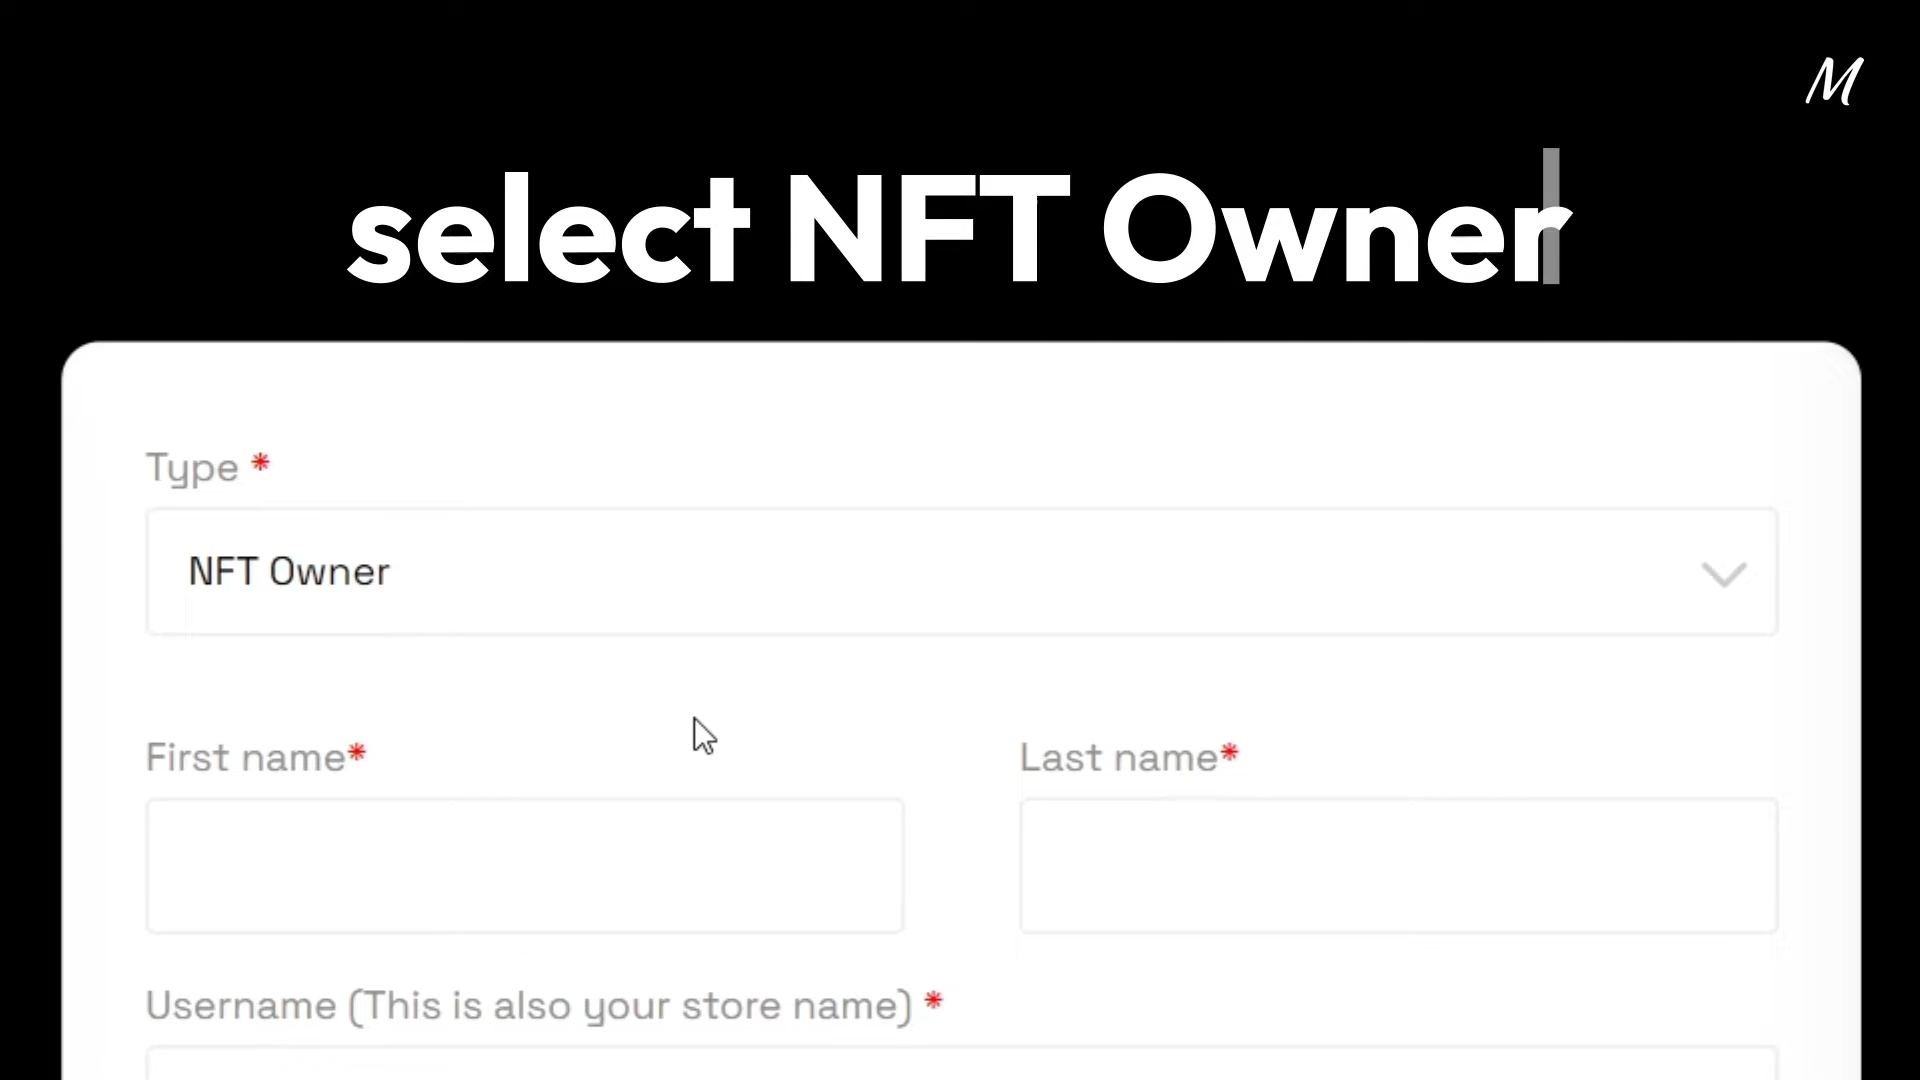 M
select NFT Owner
Type *
NFT Owner
First name*
Last name*
Username (This is also your store name) *